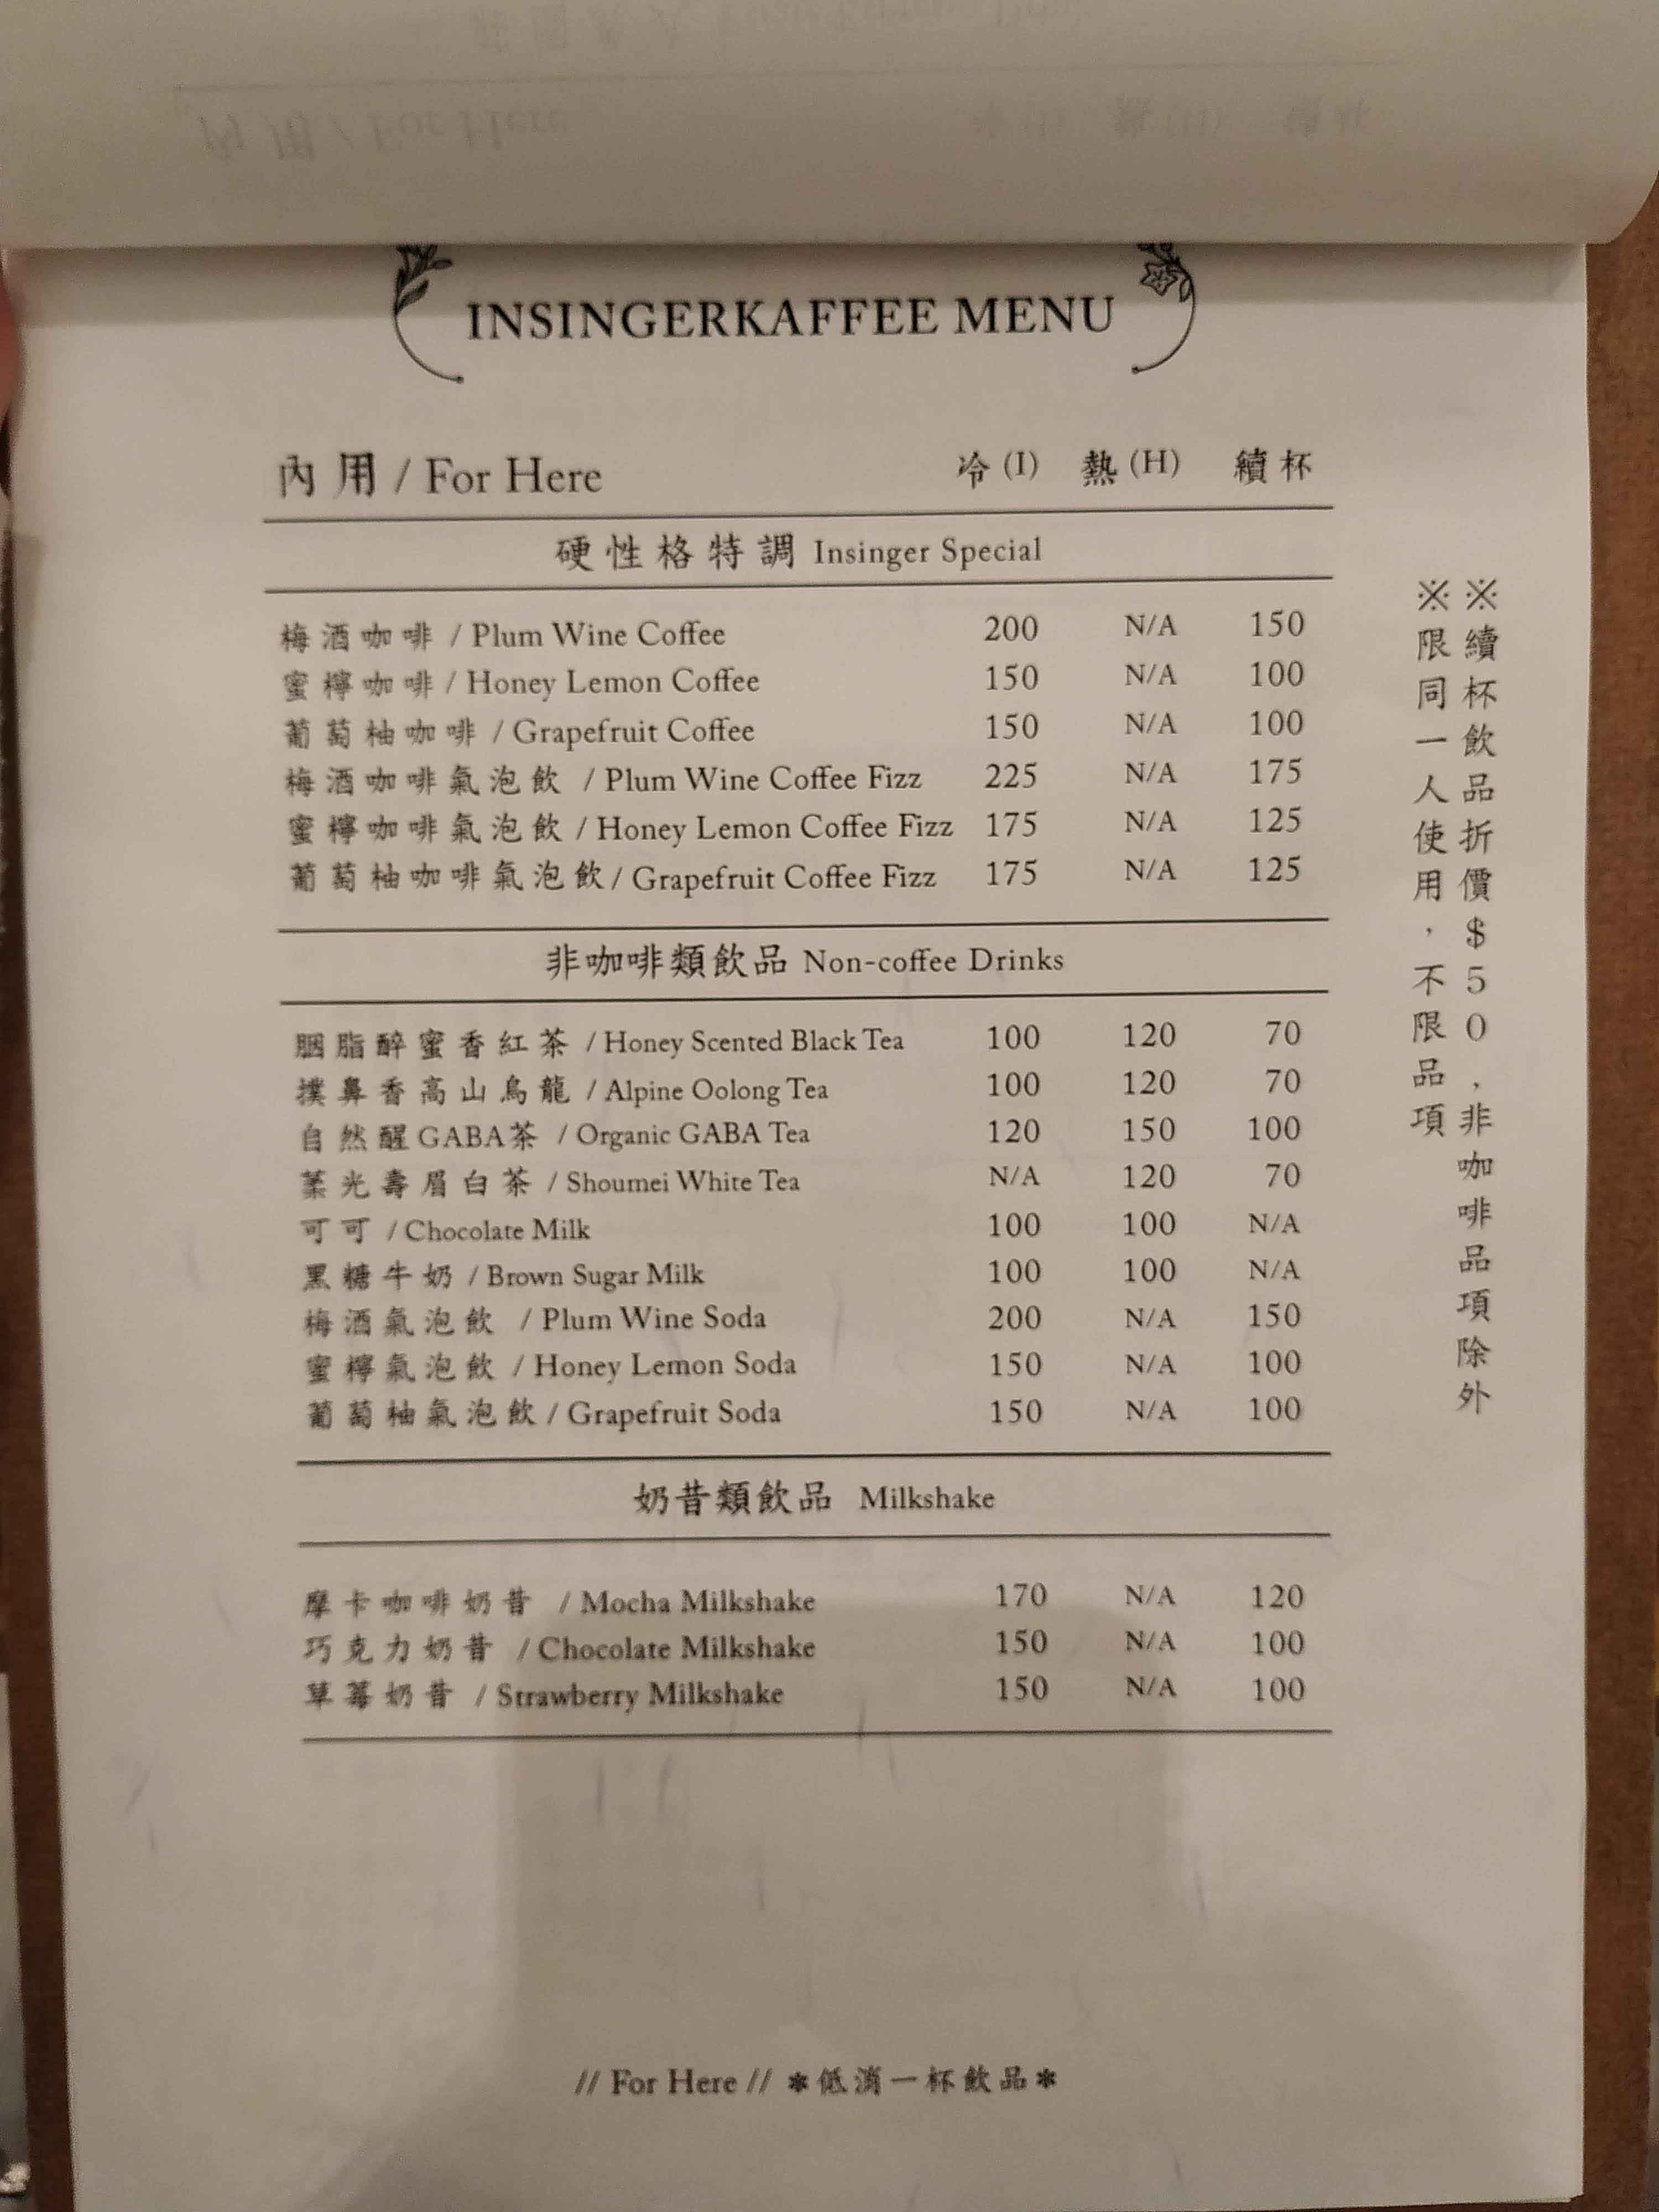 INSINGERKAFFEE MENU
內用 / For Here 冷 (I) 熱 (H) 續杯
硬性格特調 Insinger Special
梅酒咖啡 / Plum Wine Coffee 200 N/A 150
蜜檸咖啡 / Honey Lemon Coffee 150 N/A 100
葡萄柚咖啡 / Grapefruit Coffee 150 N/A 100
梅酒咖啡氣泡飲 / Plum Wine Coffee Fizz 225 N/A 175
蜜檸咖啡氣泡飲 / Honey Lemon Coffee Fizz 175 N/A 125
葡萄柚咖啡氣泡飲 / Grapefruit Coffee Fizz 175 N/A 125
非咖啡類飲品 Non-coffee Drinks
胭脂醉蜜香紅茶 / Honey Scented Black Tea 100 120 70
撲鼻香高山烏龍 / Alpine Oolong Tea 100 120 70
自然醒GABA茶 / Organic GABA Tea 120 150 100
葉光壽眉白茶 / Shoumei White Tea N/A 120 70
可可 / Chocolate Milk 100 100 N/A
黑糖牛奶 / Brown Sugar Milk 100 100 N/A
梅酒氣泡飲 / Plum Wine Soda 200 N/A 150
蜜檸氣泡飲 / Honey Lemon Soda 150 N/A 100
葡萄柚氣泡飲 / Grapefruit Soda 150 N/A 100
奶昔類飲品 Milkshake
摩卡咖啡奶昔 / Mocha Milkshake 170 N/A 120
巧克力奶昔 / Chocolate Milkshake 150 N/A 100
草莓奶昔 / Strawberry Milkshake 150 N/A 100
※續杯飲品折價$50，非咖啡品項除外
※限同一人使用，不限品項
// For Here // *低消一杯飲品*